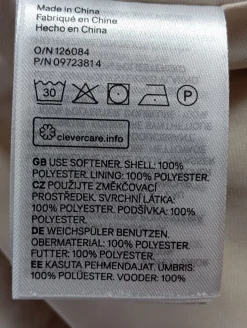 Made in China
Fabriqué en Chine
Hecho en China
O/N 126084
P/N 09723814
30
P
clevercare.info
GB USE SOFTENER. SHELL: 100%
POLYESTER. LINING: 100% POLYESTER.
CZ POUŽIJTE ZMĚKČOVACÍ
PROSTŘEDEK. SVRCHNÍ LÁTKA:
100% POLYESTER. PODŠÍVKA: 100%
POLYESTER.
DE WEICHSPÜLER BENUTZEN.
OBERMATERIAL: 100% POLYESTER.
FUTTER: 100% POLYESTER.
EE KASUTA PEHMENDAJAT. ÜMBRIS:
100% POLÜESTER. VOODER: 100%